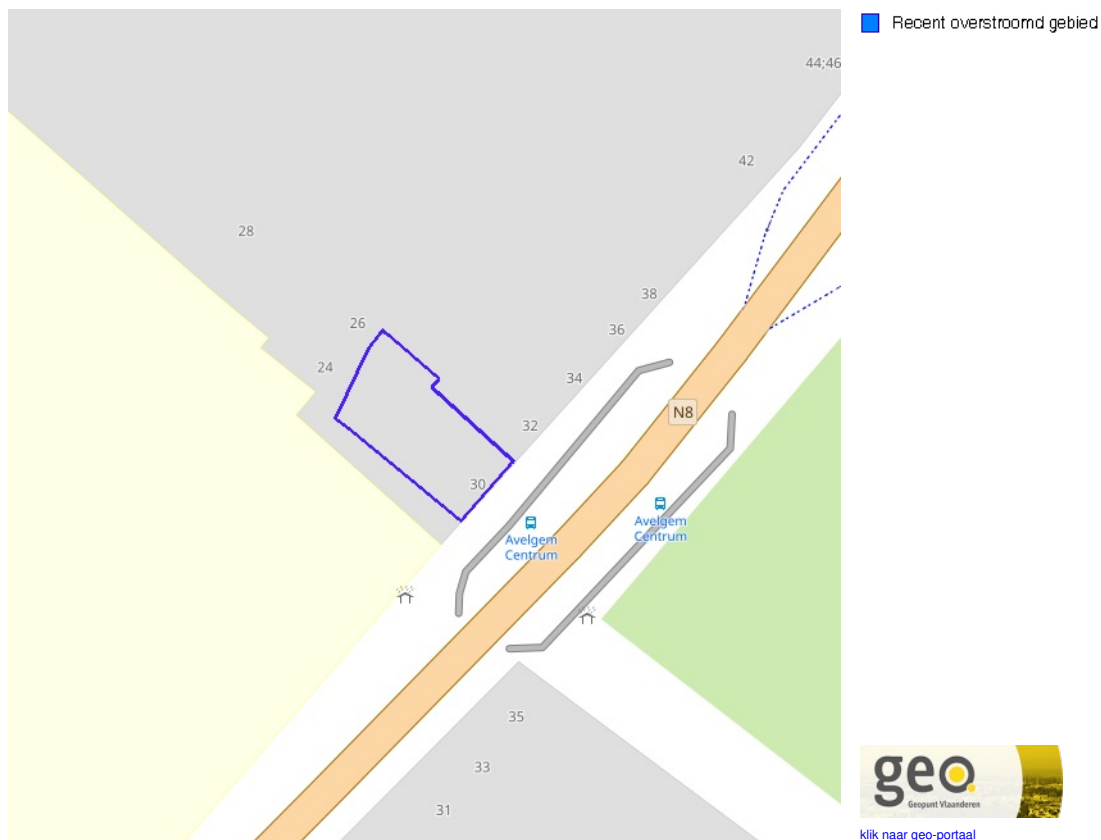 Recent overstroomd gebied
44;46
42
28
38
26
36
24
34
N8
32
30
Avelgem
Centrum
Avelgem
Centrum
35
33
31
geo.
Geopunt Vlaanderen
klik naar geo-portaal